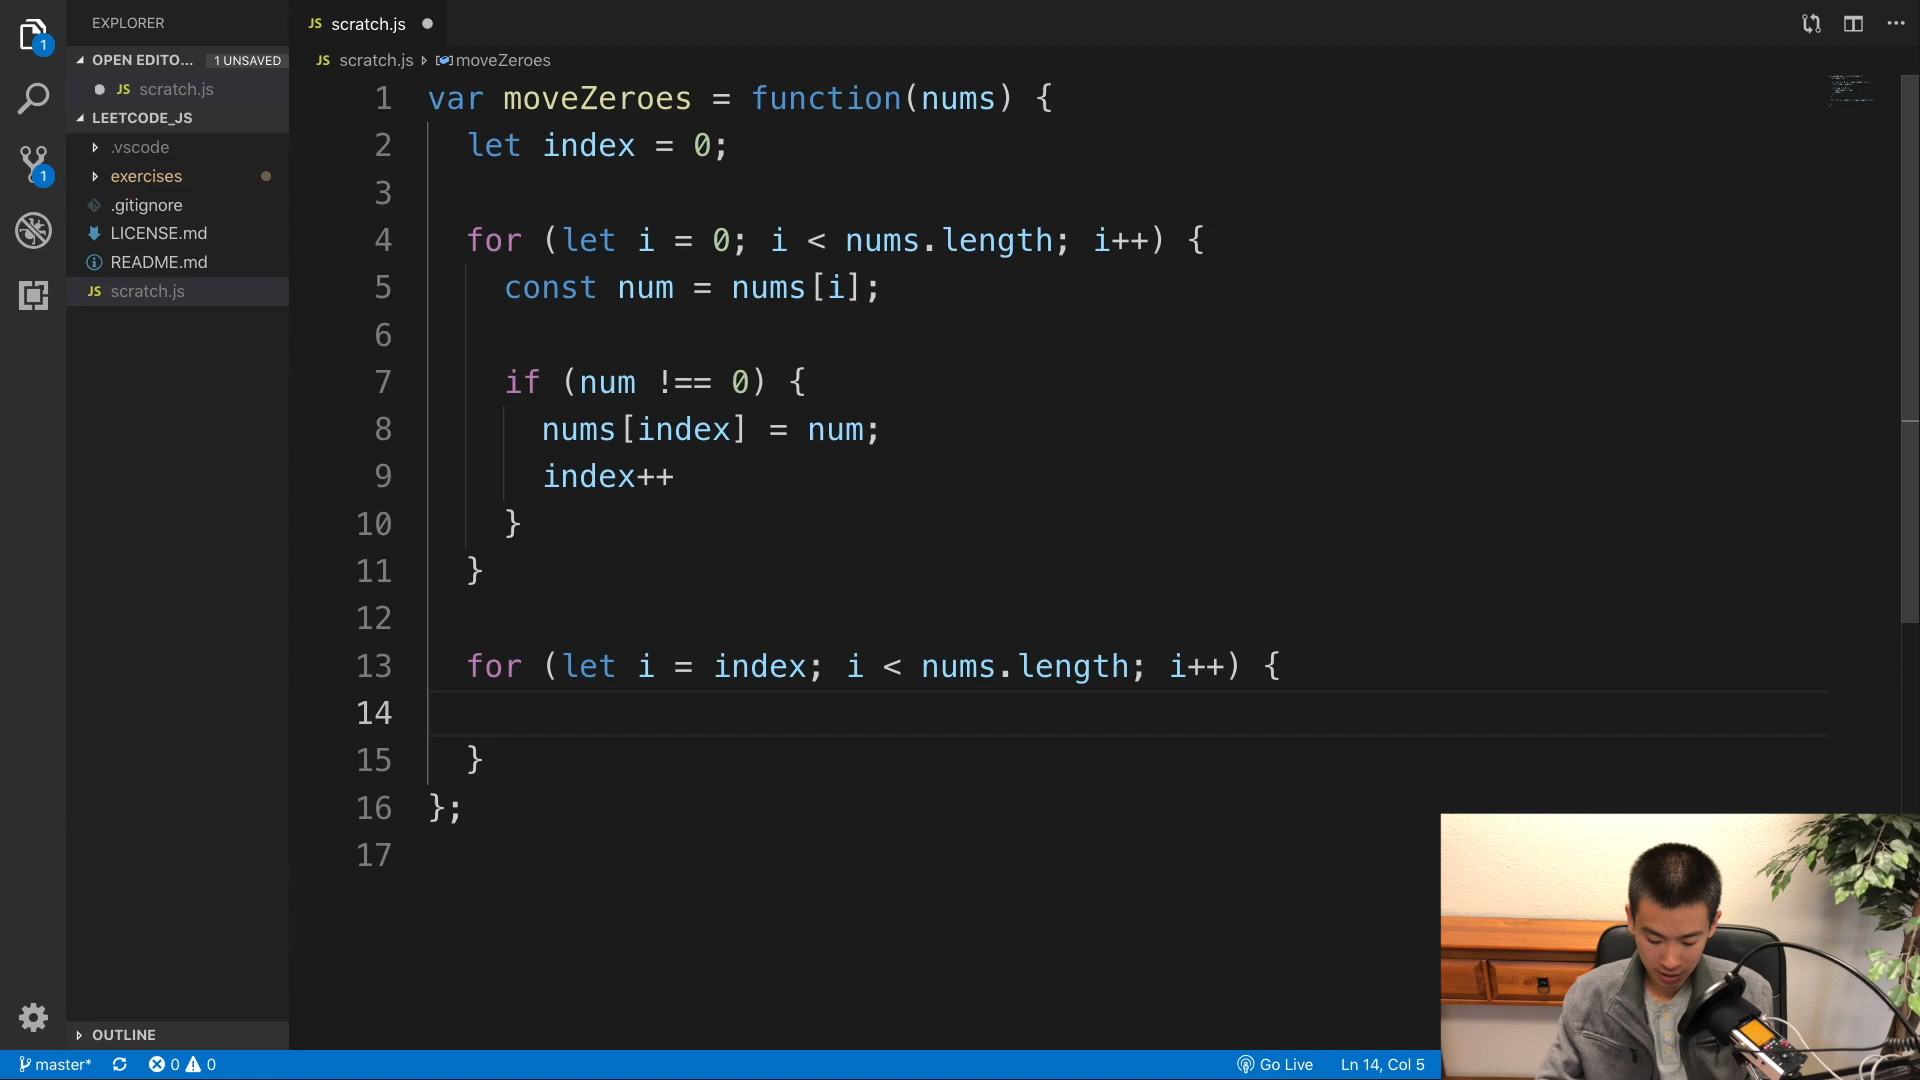 EXPLORER
JS scratch.js
1
OPEN EDITO... 1 UNSAVED
JS scratch.js > moveZeroes
JS scratch.js
LEETCODE_JS
.vscode
1
exercises
.gitignore
LICENSE.md
README.md
JS scratch.js
1 var moveZeroes = function(nums) {
2 let index = 0;
3
4 for (let i = 0; i < nums.length; i++) {
5 const num = nums[i];
6
7 if (num !== 0) {
8 nums[index] = num;
9 index++
10 }
11 }
12
13 for (let i = index; i < nums.length; i++) {
14
15 }
16 };
17
OUTLINE
master* 0 0 Go Live Ln 14, Col 5